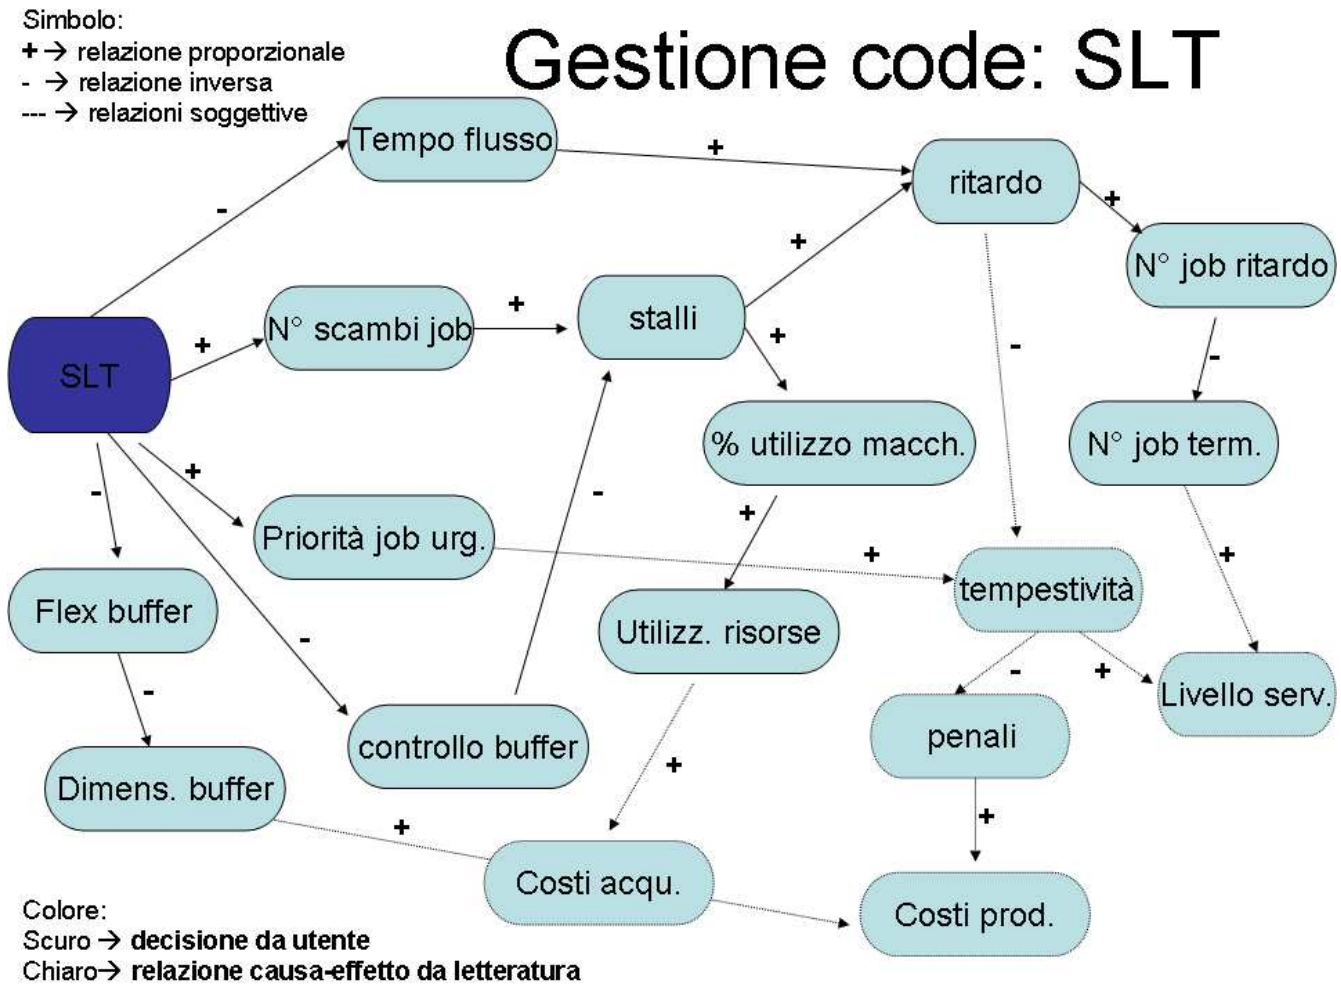 Simbolo:
+ → relazione proporzionale
- → relazione inversa
--- → relazioni soggettive
Gestione code: SLT
Tempo flusso
+
ritardo
-
+
+
N° job ritardo
N° scambi job
+
stalli
+
SLT
+
-
-
% utilizzo macch.
N° job term.
+
-
-
+
Priorità job urg.
+
+
tempestività
Flex buffer
-
Utilizz. risorse
-
+
Livello serv.
-
controllo buffer
penali
+
Dimens. buffer
+
+
Costi acqu.
Costi prod.
Colore:
Scuro → decisione da utente
Chiaro→ relazione causa-effetto da letteratura